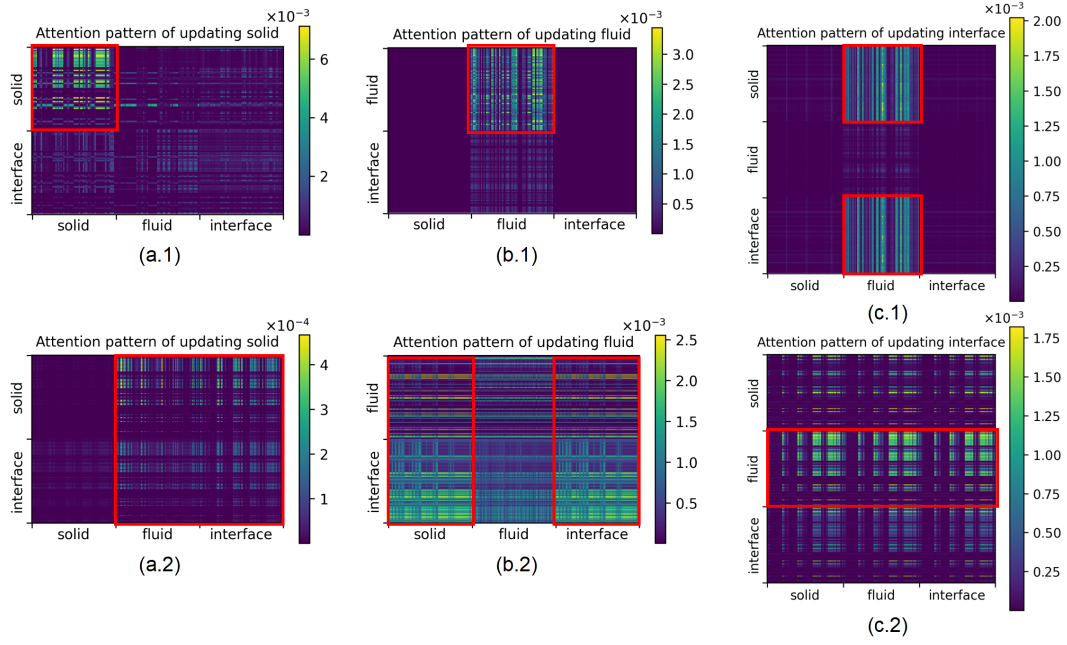 ×10⁻³
Attention pattern of updating solid
solid
interface
6
4
2
solid fluid interface
(a.1)
×10⁻³
Attention pattern of updating fluid
fluid
interface
3.0
2.5
2.0
1.5
1.0
0.5
solid fluid interface
(b.1)
×10⁻³
Attention pattern of updating interface
solid
fluid
interface
2.00
1.75
1.50
1.25
1.00
0.75
0.50
0.25
solid fluid interface
(c.1)
×10⁻⁴
Attention pattern of updating solid
solid
interface
4
3
2
1
solid fluid interface
(a.2)
×10⁻³
Attention pattern of updating fluid
fluid
interface
2.5
2.0
1.5
1.0
0.5
solid fluid interface
(b.2)
×10⁻³
Attention pattern of updating interface
solid
fluid
interface
1.75
1.50
1.25
1.00
0.75
0.50
0.25
solid fluid interface
(c.2)